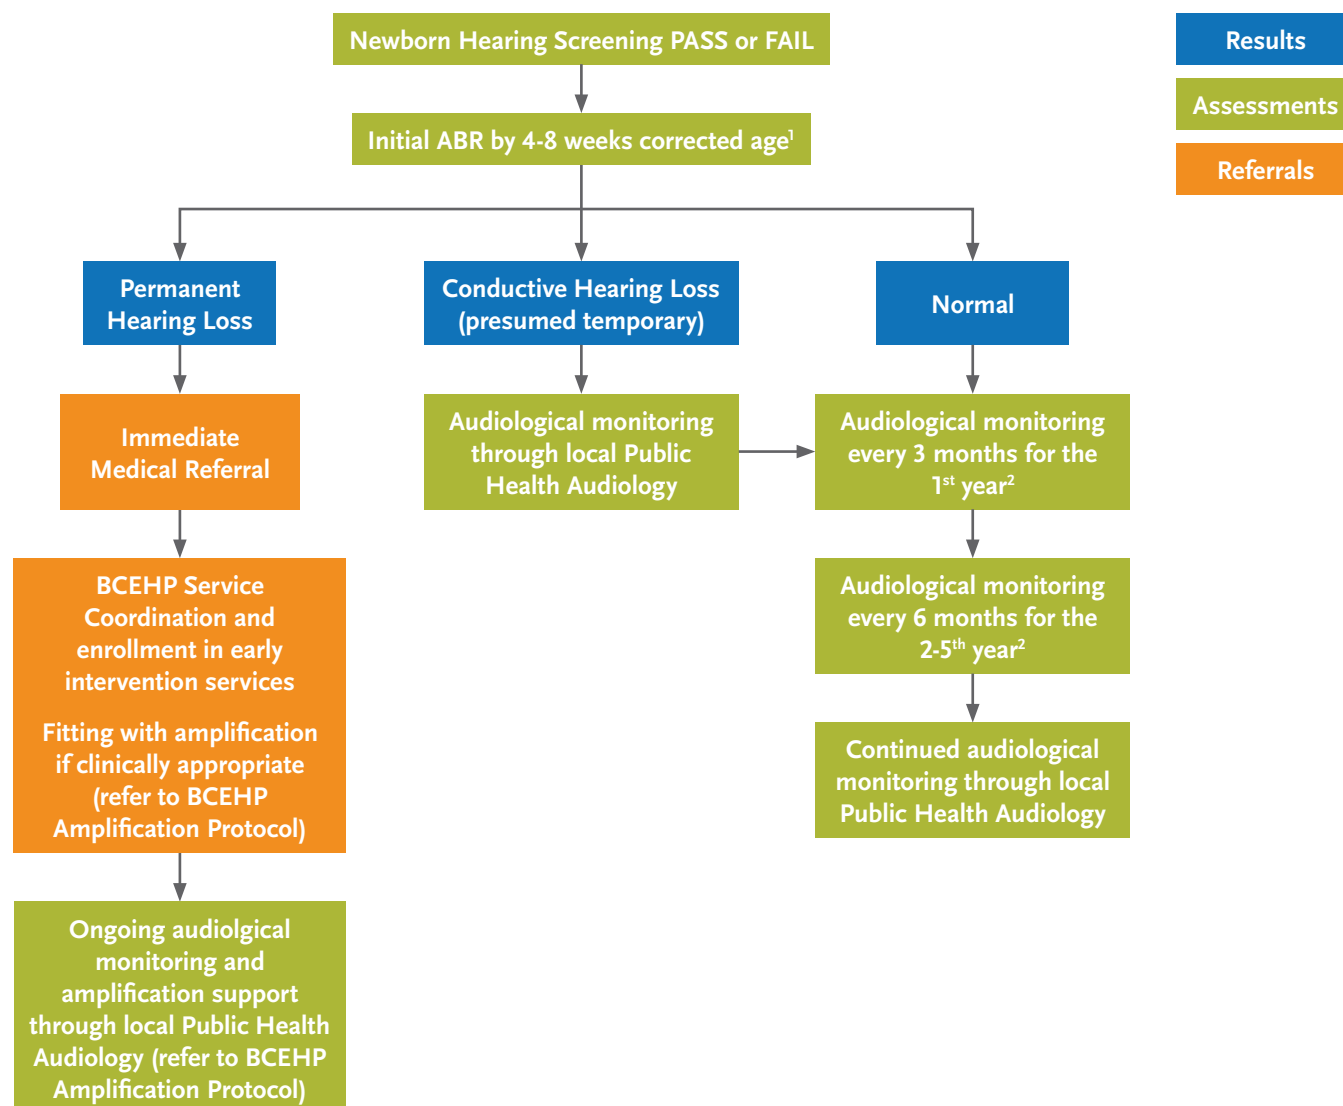 Newborn Hearing Screening PASS or FAIL
Results
Assessments
Referrals
Initial ABR by 4-8 weeks corrected age¹
Permanent
Hearing Loss
Conductive Hearing Loss
(presumed temporary)
Normal
Immediate
Medical Referral
Audiological monitoring
through local Public
Health Audiology
Audiological monitoring
every 3 months for the
1st year²
BCEHP Service
Coordination and
enrollment in early
intervention services
Fitting with amplification
if clinically appropriate
(refer to BCEHP
Amplification Protocol)
Audiological monitoring
every 6 months for the
2-5th year²
Continued audiological
monitoring through local
Public Health Audiology
Ongoing audiolgical
monitoring and
amplification support
through local Public Health
Audiology (refer to BCEHP
Amplification Protocol)